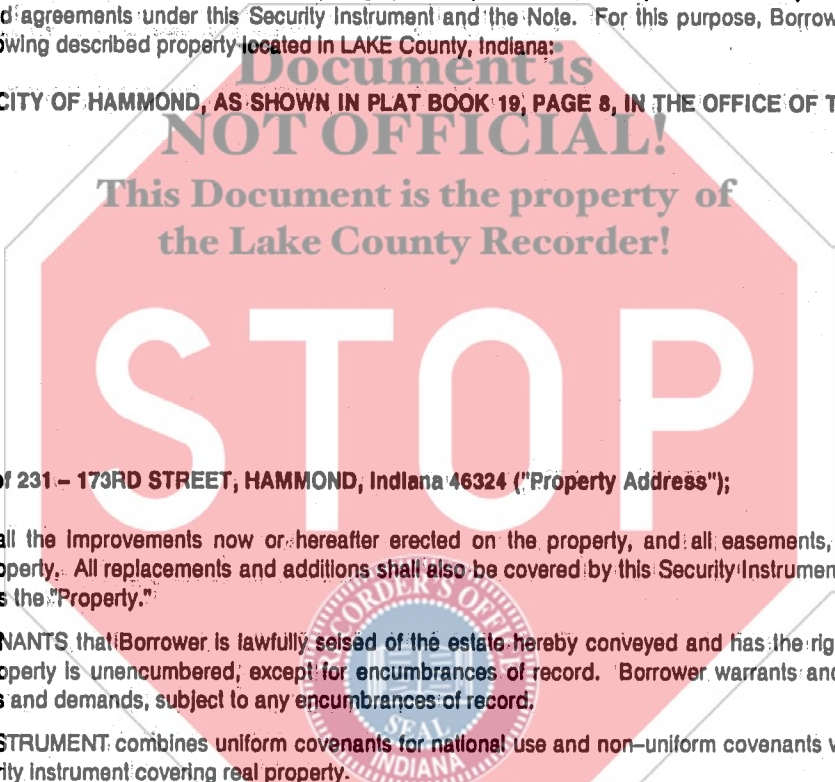 d agreements under this Security Instrument and the Note. For this purpose, Borrow
owing described property located in LAKE County, Indiana:
Document is
CITY OF HAMMOND, AS SHOWN IN PLAT BOOK 19, PAGE 8, IN THE OFFICE OF T
NOT OFFICIAL!
This Document is the property of
the Lake County Recorder!
STOP
of 231 – 173RD STREET, HAMMOND, Indiana 46324 ("Property Address");
all the improvements now or hereafter erected on the property, and all easements,
operty. All replacements and additions shall also be covered by this Security Instrumen
s the "Property."
RECORDER'S OFFICE
NANTS that Borrower is lawfully seised of the estate hereby conveyed and has the rig
operty is unencumbered, except for encumbrances of record. Borrower warrants and
s and demands, subject to any encumbrances of record.
SEAL
STRUMENT combines uniform covenants for national use and non–uniform covenants v
INDIANA
rity instrument covering real property.